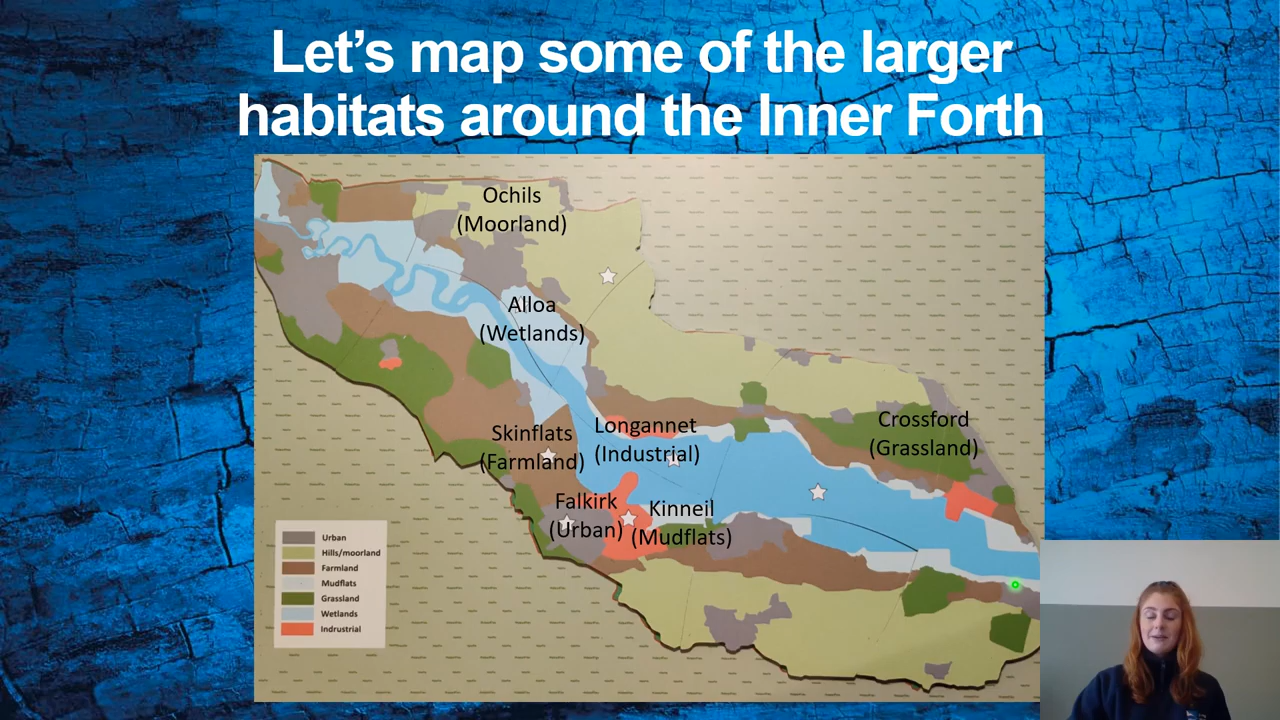 Let's map some of the larger
habitats around the Inner Forth
Ochils
(Moorland)
Alloa
(Wetlands)
Skinflats
(Farmland)
Longannet
(Industrial)
Crossford
(Grassland)
Falkirk
(Urban)
Kinneil
(Mudflats)
Urban
Hills/moorland
Farmland
Mudflats
Grassland
Wetlands
Indrustrial